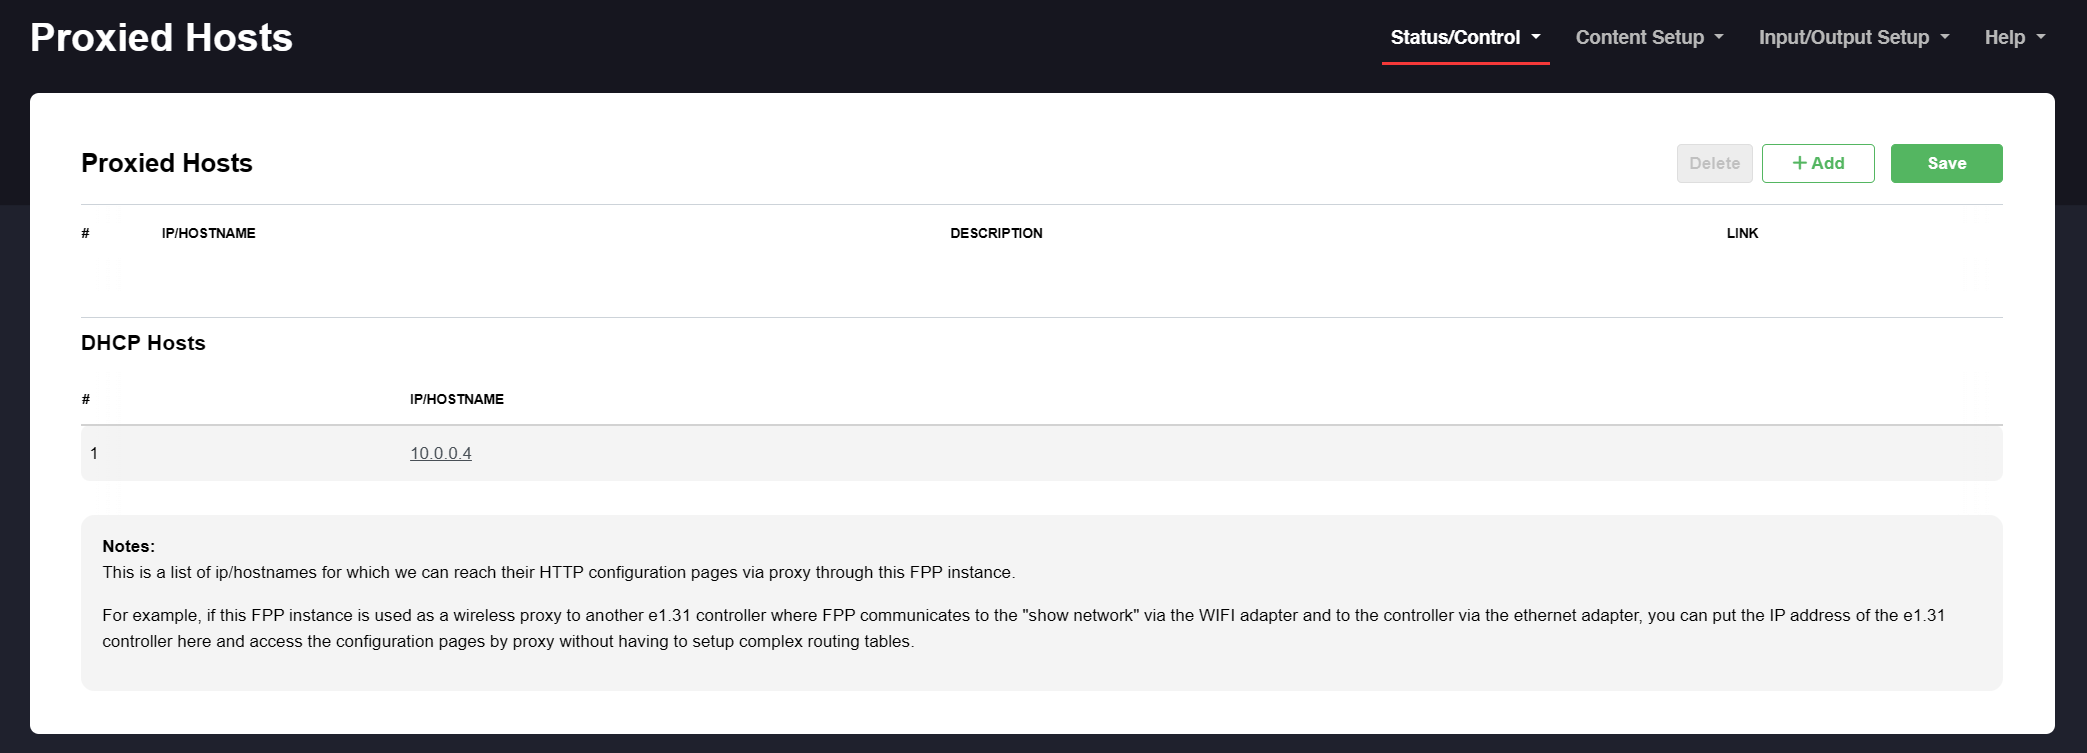 Proxied Hosts
Status/Control
Content Setup
Input/Output Setup
Help
Proxied Hosts
Delete
+ Add
Save
# IP/HOSTNAME DESCRIPTION LINK
DHCP Hosts
# IP/HOSTNAME
1 10.0.0.4
Notes:
This is a list of ip/hostnames for which we can reach their HTTP configuration pages via proxy through this FPP instance.
For example, if this FPP instance is used as a wireless proxy to another e1.31 controller where FPP communicates to the "show network" via the WIFI adapter and to the controller via the ethernet adapter, you can put the IP address of the e1.31
controller here and access the configuration pages by proxy without having to setup complex routing tables.